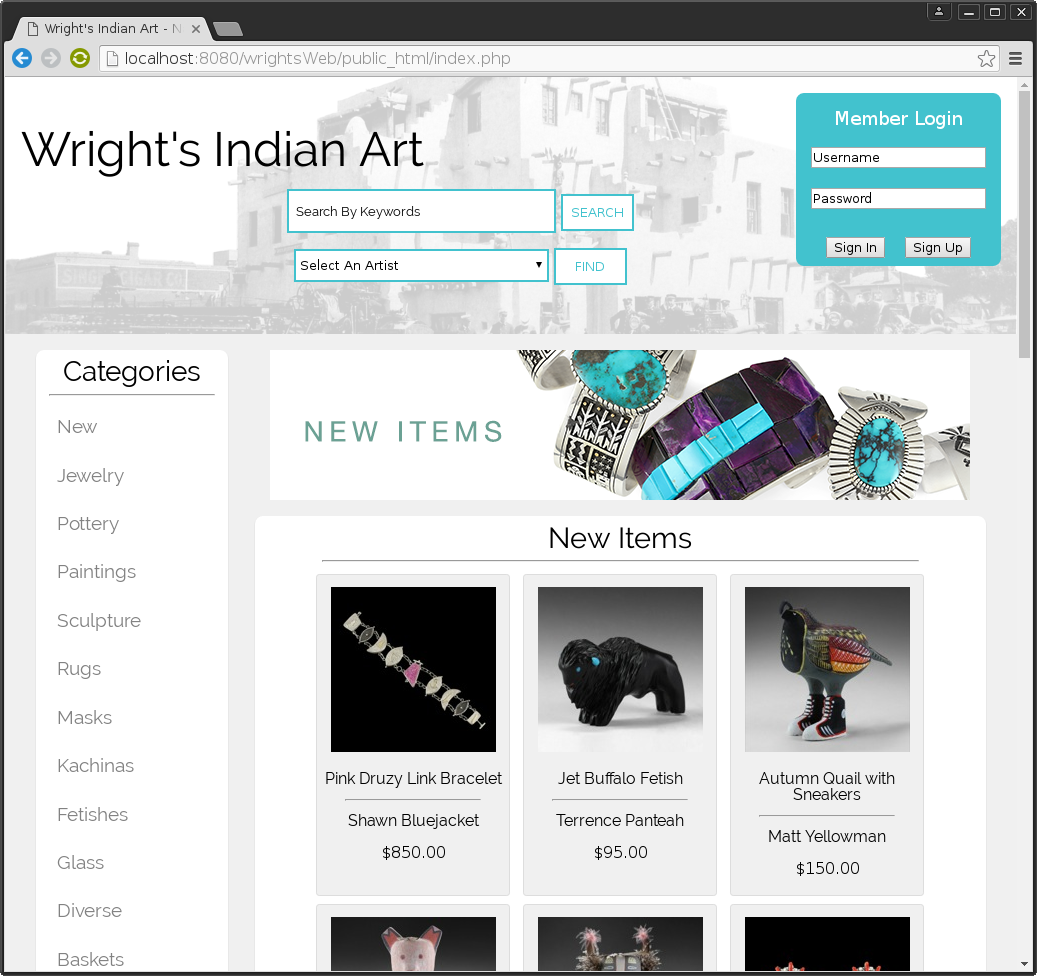 Wright's Indian Art - N
localhost:8080/wrightsWeb/public_html/index.php
Wright's Indian Art
Search By Keywords
SEARCH
Select An Artist
FIND
Member Login
Username
Password
Sign In
Sign Up
Categories
New
Jewelry
Pottery
Paintings
Sculpture
Rugs
Masks
Kachinas
Fetishes
Glass
Diverse
Baskets
NEW ITEMS
New Items
Pink Druzy Link Bracelet
Shawn Bluejacket
$850.00
Jet Buffalo Fetish
Terrence Panteah
$95.00
Autumn Quail with
Sneakers
Matt Yellowman
$150.00